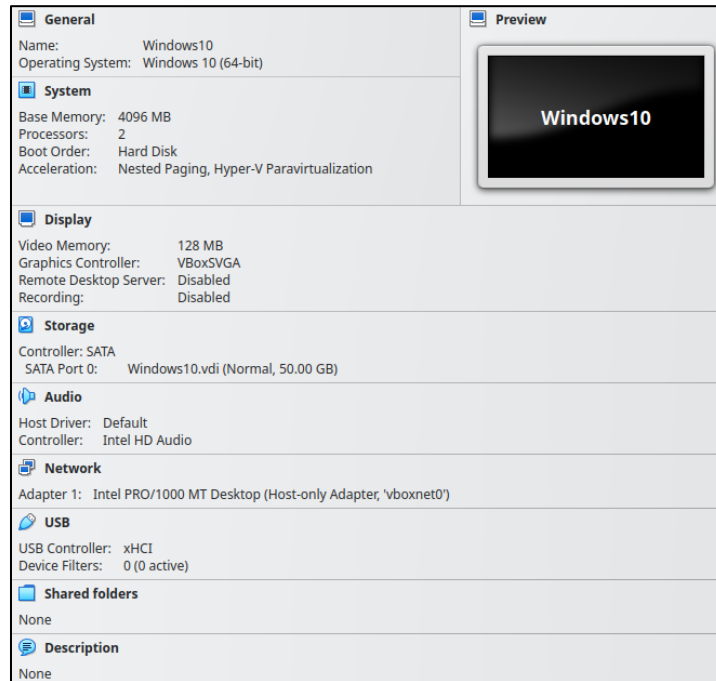 General
Name: Windows10
Operating System: Windows 10 (64-bit)
System
Base Memory: 4096 MB
Processors: 2
Boot Order: Hard Disk
Acceleration: Nested Paging, Hyper-V Paravirtualization
Preview
Windows10
Display
Video Memory: 128 MB
Graphics Controller: VBoxSVGA
Remote Desktop Server: Disabled
Recording: Disabled
Storage
Controller: SATA
SATA Port 0: Windows10.vdi (Normal, 50.00 GB)
Audio
Host Driver: Default
Controller: Intel HD Audio
Network
Adapter 1: Intel PRO/1000 MT Desktop (Host-only Adapter, 'vboxnet0')
USB
USB Controller: xHCI
Device Filters: 0 (0 active)
Shared folders
None
Description
None